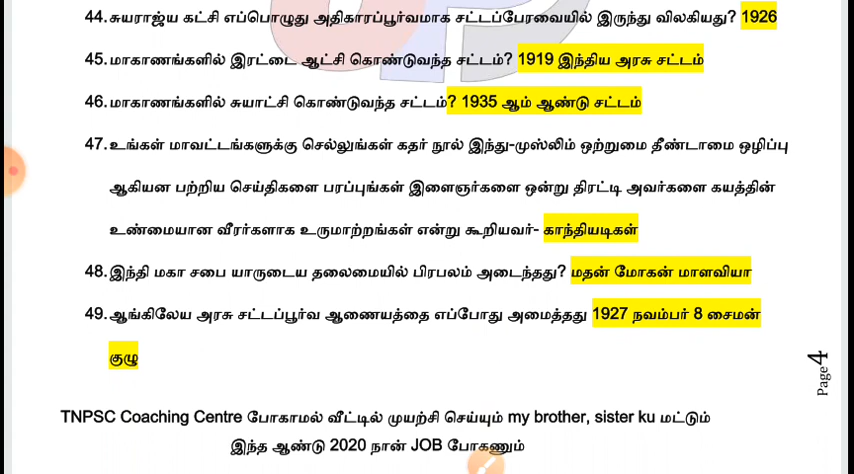 44. சுயராஜ்ய கட்சி எப்பொழுது அதிகாரப்பூர்வமாக சட்டப்பேரவையில் இருந்து விலகியது? 1926
45. மாகாணங்களில் இரட்டை ஆட்சி கொண்டுவந்த சட்டம்? 1919 இந்திய அரசு சட்டம்
46. மாகாணங்களில் சுயாட்சி கொண்டுவந்த சட்டம்? 1935 ஆம் ஆண்டு சட்டம்
47. உங்கள் மாவட்டங்களுக்கு செல்லுங்கள் கதர் நூல் இந்து-முஸ்லிம் ஒற்றுமை தீண்டாமை ஒழிப்பு
ஆகியன பற்றிய செய்திகளை பரப்புங்கள் இளைஞர்களை ஒன்று திரட்டி அவர்களை கயத்தின்
உண்மையான வீரர்களாக உருமாற்றங்கள் என்று கூறியவர்- காந்தியடிகள்
48. இந்தி மகா சபை யாருடைய தலைமையில் பிரபலம் அடைந்தது? மதன் மோகன் மாளவியா
49. ஆங்கிலேய அரசு சட்டப்பூர்வ ஆணையத்தை எப்போது அமைத்தது 1927 நவம்பர் 8 சைமன்
குழு
Page 4
TNPSC Coaching Centre போகாமல் வீட்டில் முயற்சி செய்யும் my brother, sister ku மட்டும்
இந்த ஆண்டு 2020 நான் JOB போகணும்